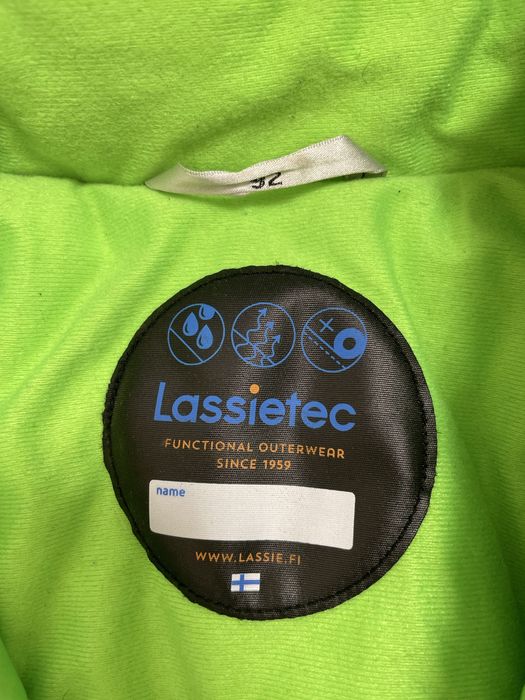 Lassietec
FUNCTIONAL OUTERWEAR
SINCE 1959
name
WWW.LASSIE.FI